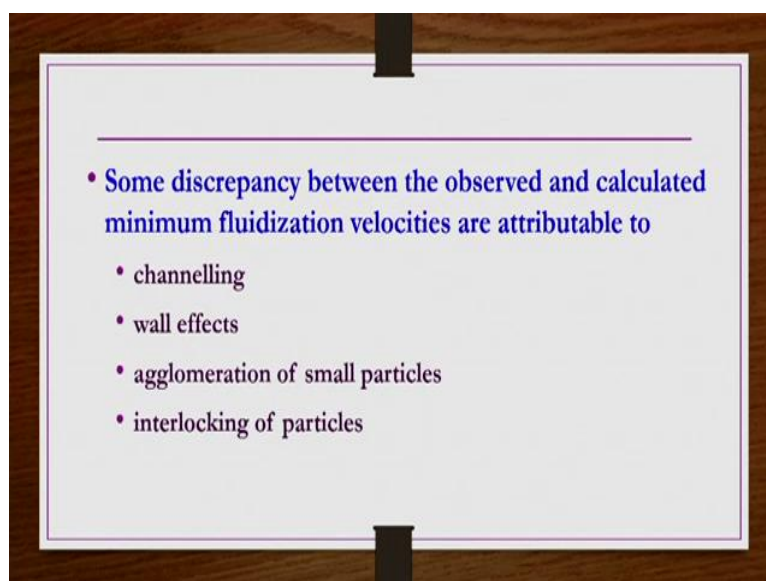 • Some discrepancy between the observed and calculated
minimum fluidization velocities are attributable to
• channelling
• wall effects
• agglomeration of small particles
• interlocking of particles